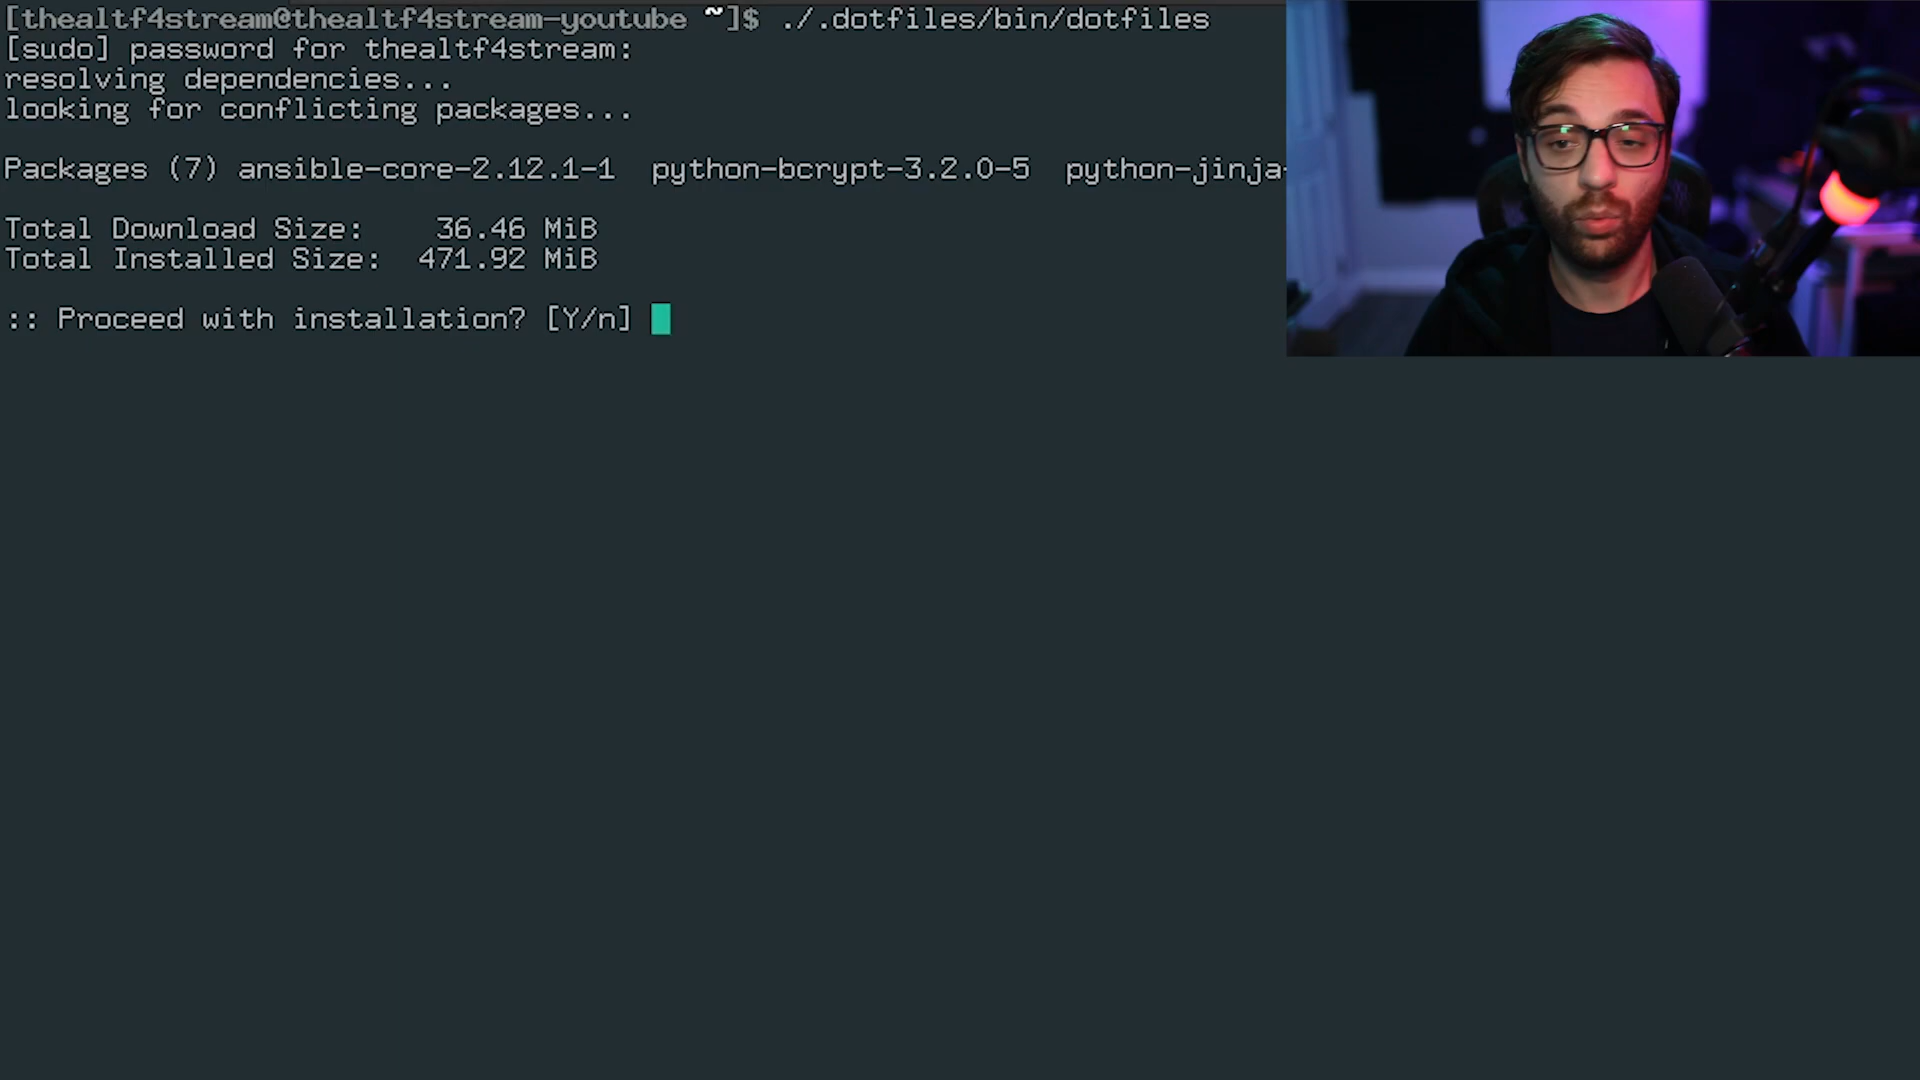 [thealtf4stream@thealtf4stream-youtube ~]$ ./.dotfiles/bin/dotfiles
[sudo] password for thealtf4stream:
resolving dependencies...
looking for conflicting packages...
Packages (7) ansible-core-2.12.1-1  python-bcrypt-3.2.0-5  python-jinja-
Total Download Size:    36.46 MiB
Total Installed Size:  471.92 MiB
:: Proceed with installation? [Y/n]